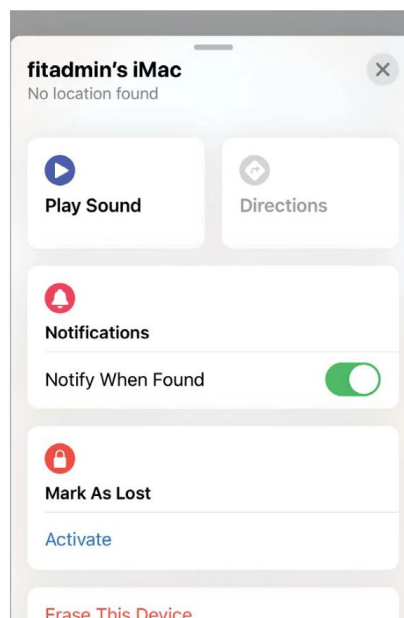 fitadmin’s iMac
No location found
Play Sound
Directions
Notifications
Notify When Found
Mark As Lost
Activate
Erase This Device